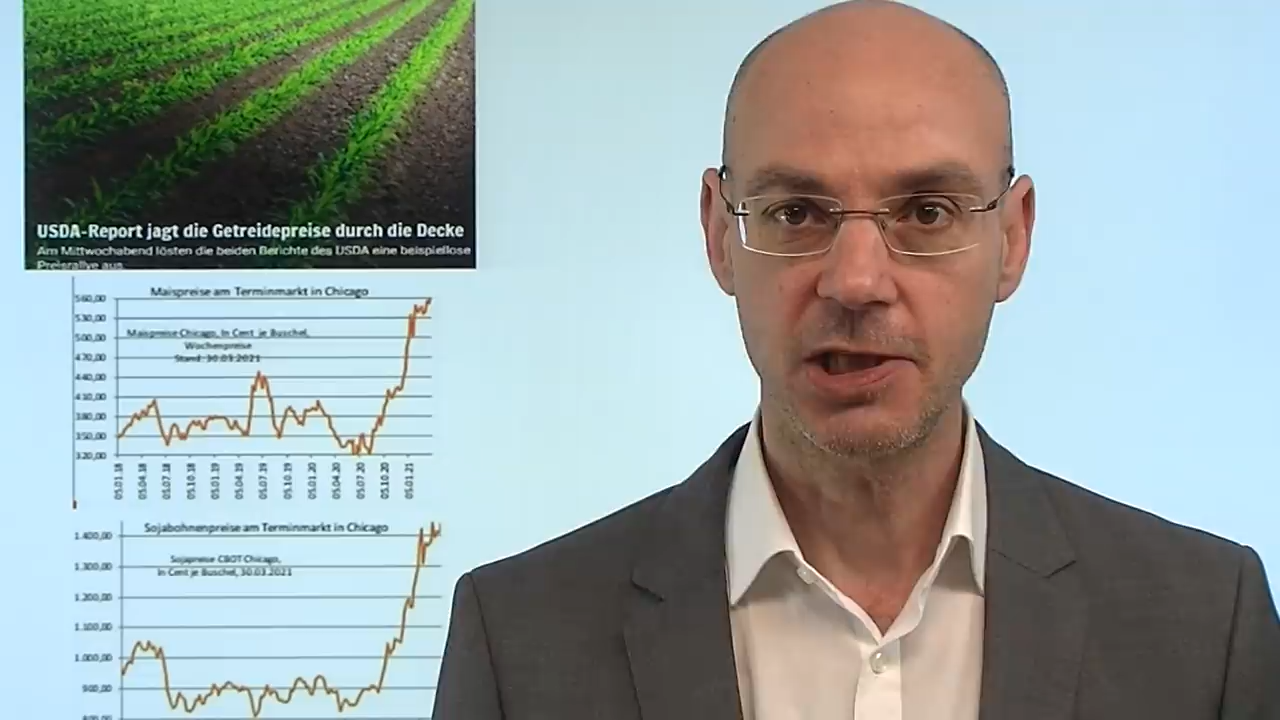 USDA-Report jagt die Getreidepreise durch die Decke
Am Mittwochabend lösten die beiden Berichte des USDA eine beispiellose
Preisrallye aus.
Maispreise am Terminmarkt in Chicago
Maispreise Chicago, in Cent je Buschel,
Wochenpreise
Stand: 30.03.2021
560,00
530,00
500,00
470,00
440,00
410,00
380,00
350,00
320,00
05.01.18
05.04.18
05.07.18
05.10.18
05.01.19
05.04.19
05.07.19
05.10.19
05.01.20
05.04.20
05.07.20
05.10.20
05.01.21
Sojabohnenpreise am Terminmarkt in Chicago
Sojapreise CBOT Chicago,
In Cent je Buschel, 30.03.2021
1.400,00
1.300,00
1.200,00
1.100,00
1.000,00
900,00
800,00